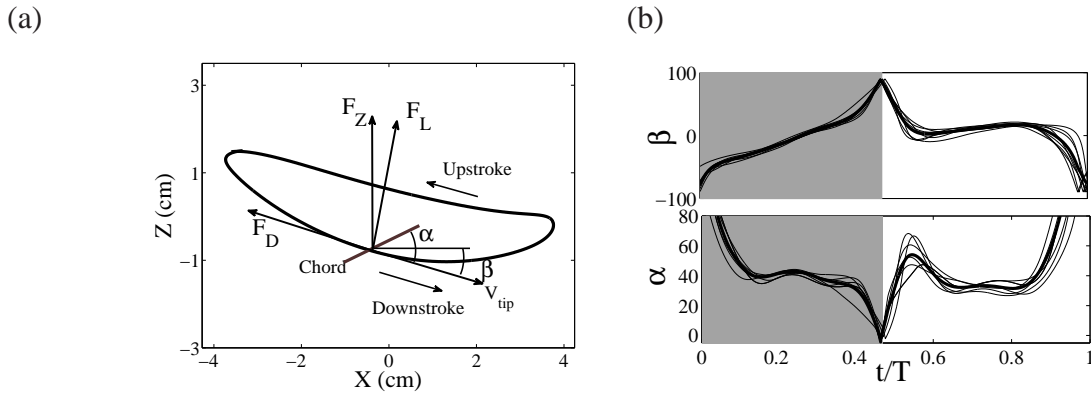 (a)
(b)
3
1
−1
−3
Z (cm)
−4
−2
0
2
4
X (cm)
F_Z
F_L
Upstroke
F_D
Chord
α
β
V_tip
Downstroke
100
0
−100
β
80
60
40
20
0
α
0
0.2
0.4
0.6
0.8
1
t/T